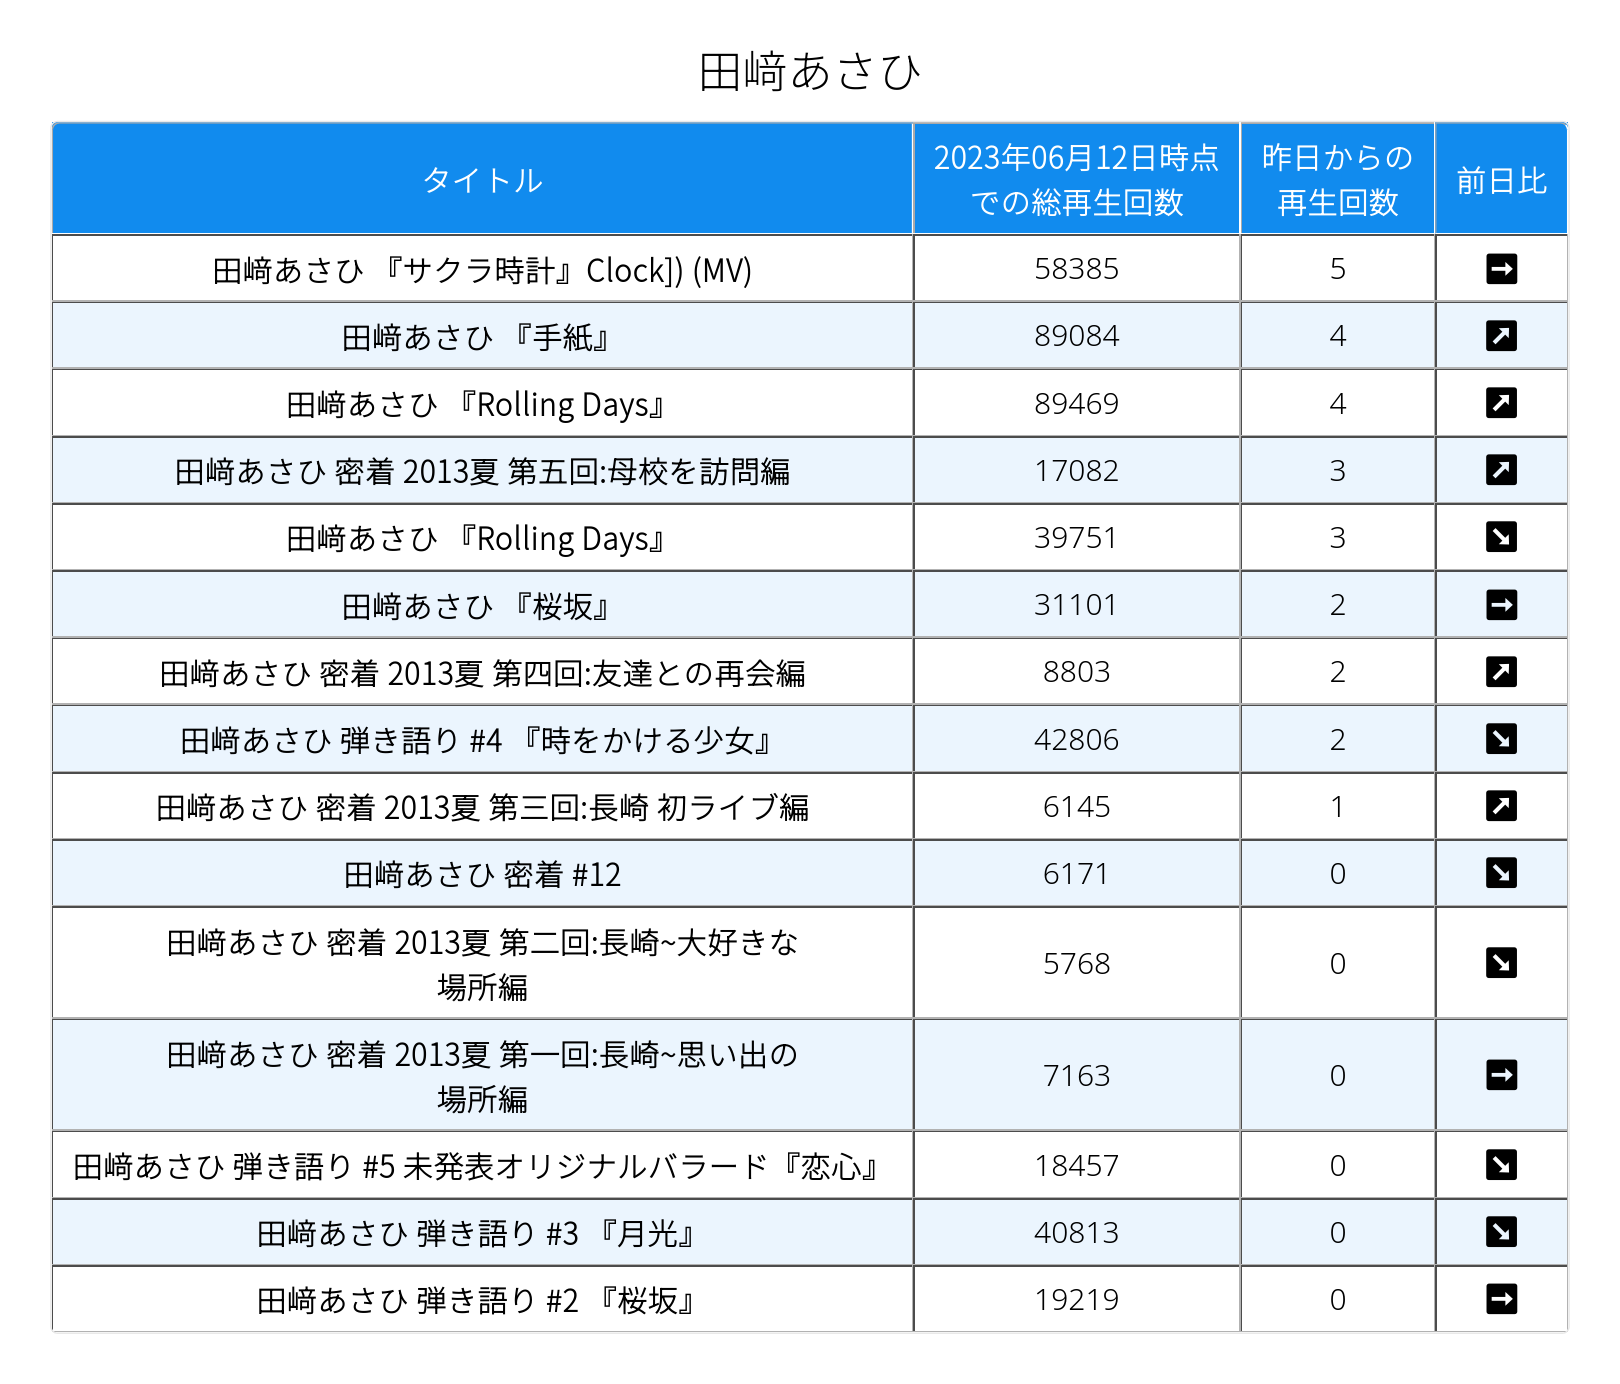 田﨑あさひ
タイトル
2023年06月12日時点
での総再生回数
昨日からの
再生回数
前日比
田﨑あさひ 『サクラ時計』Clock]) (MV)
58385
5
田﨑あさひ 『手紙』
89084
4
田﨑あさひ 『Rolling Days』
89469
4
田﨑あさひ 密着 2013夏 第五回:母校を訪問編
17082
3
田﨑あさひ 『Rolling Days』
39751
3
田﨑あさひ 『桜坂』
31101
2
田﨑あさひ 密着 2013夏 第四回:友達との再会編
8803
2
田﨑あさひ 弾き語り #4 『時をかける少女』
42806
2
田﨑あさひ 密着 2013夏 第三回:長崎 初ライブ編
6145
1
田﨑あさひ 密着 #12
6171
0
田﨑あさひ 密着 2013夏 第二回:長崎~大好きな
場所編
5768
0
田﨑あさひ 密着 2013夏 第一回:長崎~思い出の
場所編
7163
0
田﨑あさひ 弾き語り #5 未発表オリジナルバラード『恋心』
18457
0
田﨑あさひ 弾き語り #3 『月光』
40813
0
田﨑あさひ 弾き語り #2 『桜坂』
19219
0